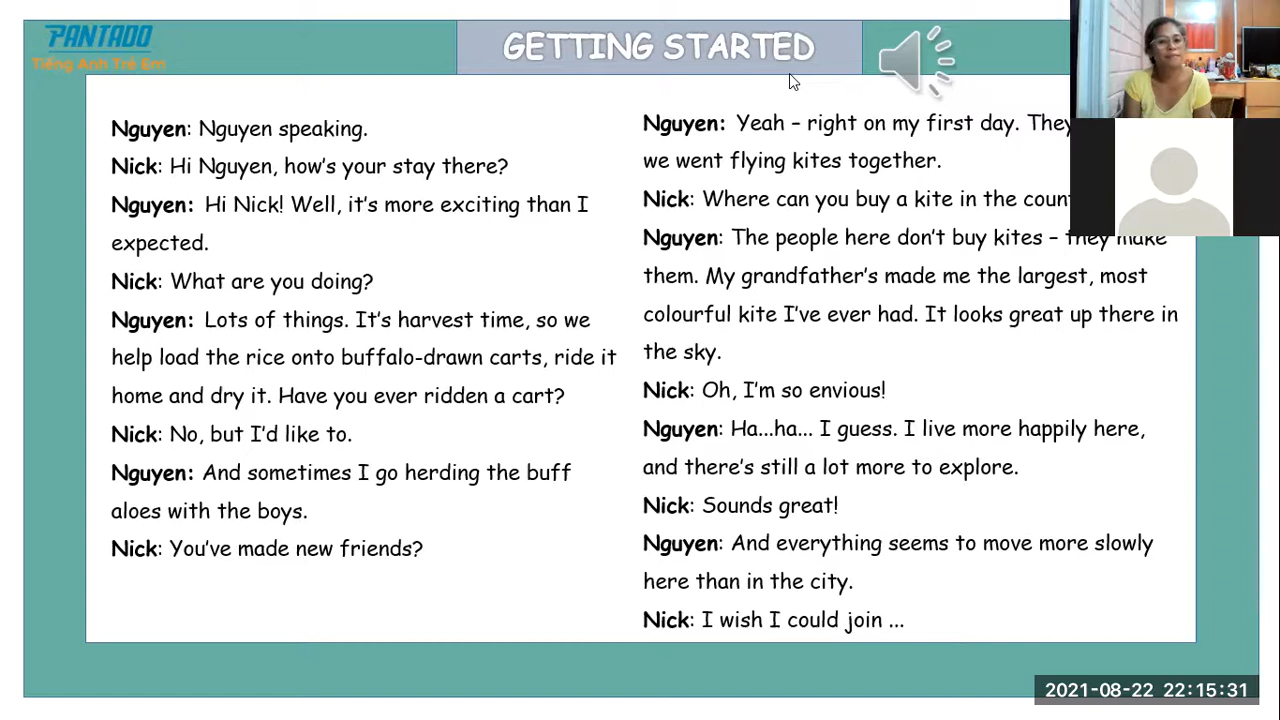 PANTADO
Tiếng Anh Trẻ Em
GETTING STARTED
Nguyen: Nguyen speaking.
Nick: Hi Nguyen, how's your stay there?
Nguyen: Hi Nick! Well, it's more exciting than I
expected.
Nick: What are you doing?
Nguyen: Lots of things. It's harvest time, so we
help load the rice onto buffalo-drawn carts, ride it
home and dry it. Have you ever ridden a cart?
Nick: No, but I'd like to.
Nguyen: And sometimes I go herding the buff
aloes with the boys.
Nick: You've made new friends?
Nguyen: Yeah – right on my first day. They
we went flying kites together.
Nick: Where can you buy a kite in the
Nguyen: The people here don't buy kites – they make
them. My grandfather's made me the largest, most
colourful kite I've ever had. It looks great up there in
the sky.
Nick: Oh, I'm so envious!
Nguyen: Ha...ha... I guess. I live more happily here,
and there's still a lot more to explore.
Nick: Sounds great!
Nguyen: And everything seems to move more slowly
here than in the city.
Nick: I wish I could join ...
2021-08-22 22:15:31